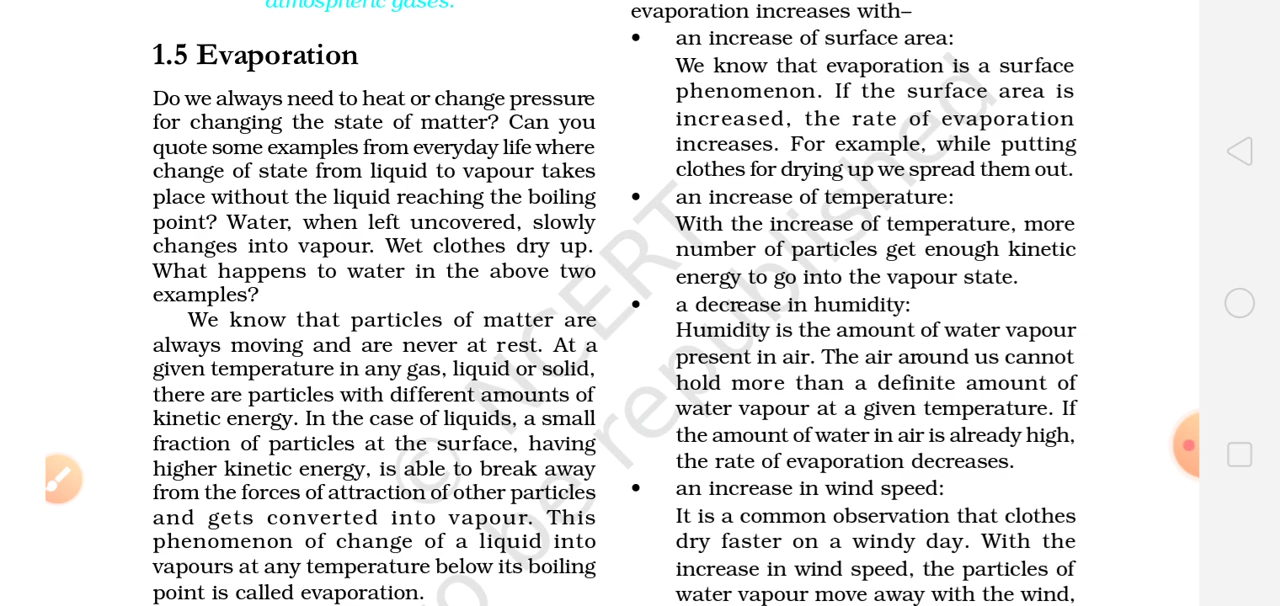 atmospheric gases.
1.5 Evaporation
Do we always need to heat or change pressure
for changing the state of matter? Can you
quote some examples from everyday life where
change of state from liquid to vapour takes
place without the liquid reaching the boiling
point? Water, when left uncovered, slowly
changes into vapour. Wet clothes dry up.
What happens to water in the above two
examples?
We know that particles of matter are
always moving and are never at rest. At a
given temperature in any gas, liquid or solid,
there are particles with different amounts of
kinetic energy. In the case of liquids, a small
fraction of particles at the surface, having
higher kinetic energy, is able to break away
from the forces of attraction of other particles
and gets converted into vapour. This
phenomenon of change of a liquid into
vapours at any temperature below its boiling
point is called evaporation.
evaporation increases with–
• an increase of surface area:
We know that evaporation is a surface
phenomenon. If the surface area is
increased, the rate of evaporation
increases. For example, while putting
clothes for drying up we spread them out.
• an increase of temperature:
With the increase of temperature, more
number of particles get enough kinetic
energy to go into the vapour state.
• a decrease in humidity:
Humidity is the amount of water vapour
present in air. The air around us cannot
hold more than a definite amount of
water vapour at a given temperature. If
the amount of water in air is already high,
the rate of evaporation decreases.
• an increase in wind speed:
It is a common observation that clothes
dry faster on a windy day. With the
increase in wind speed, the particles of
water vapour move away with the wind,
© NCERT
o be republished